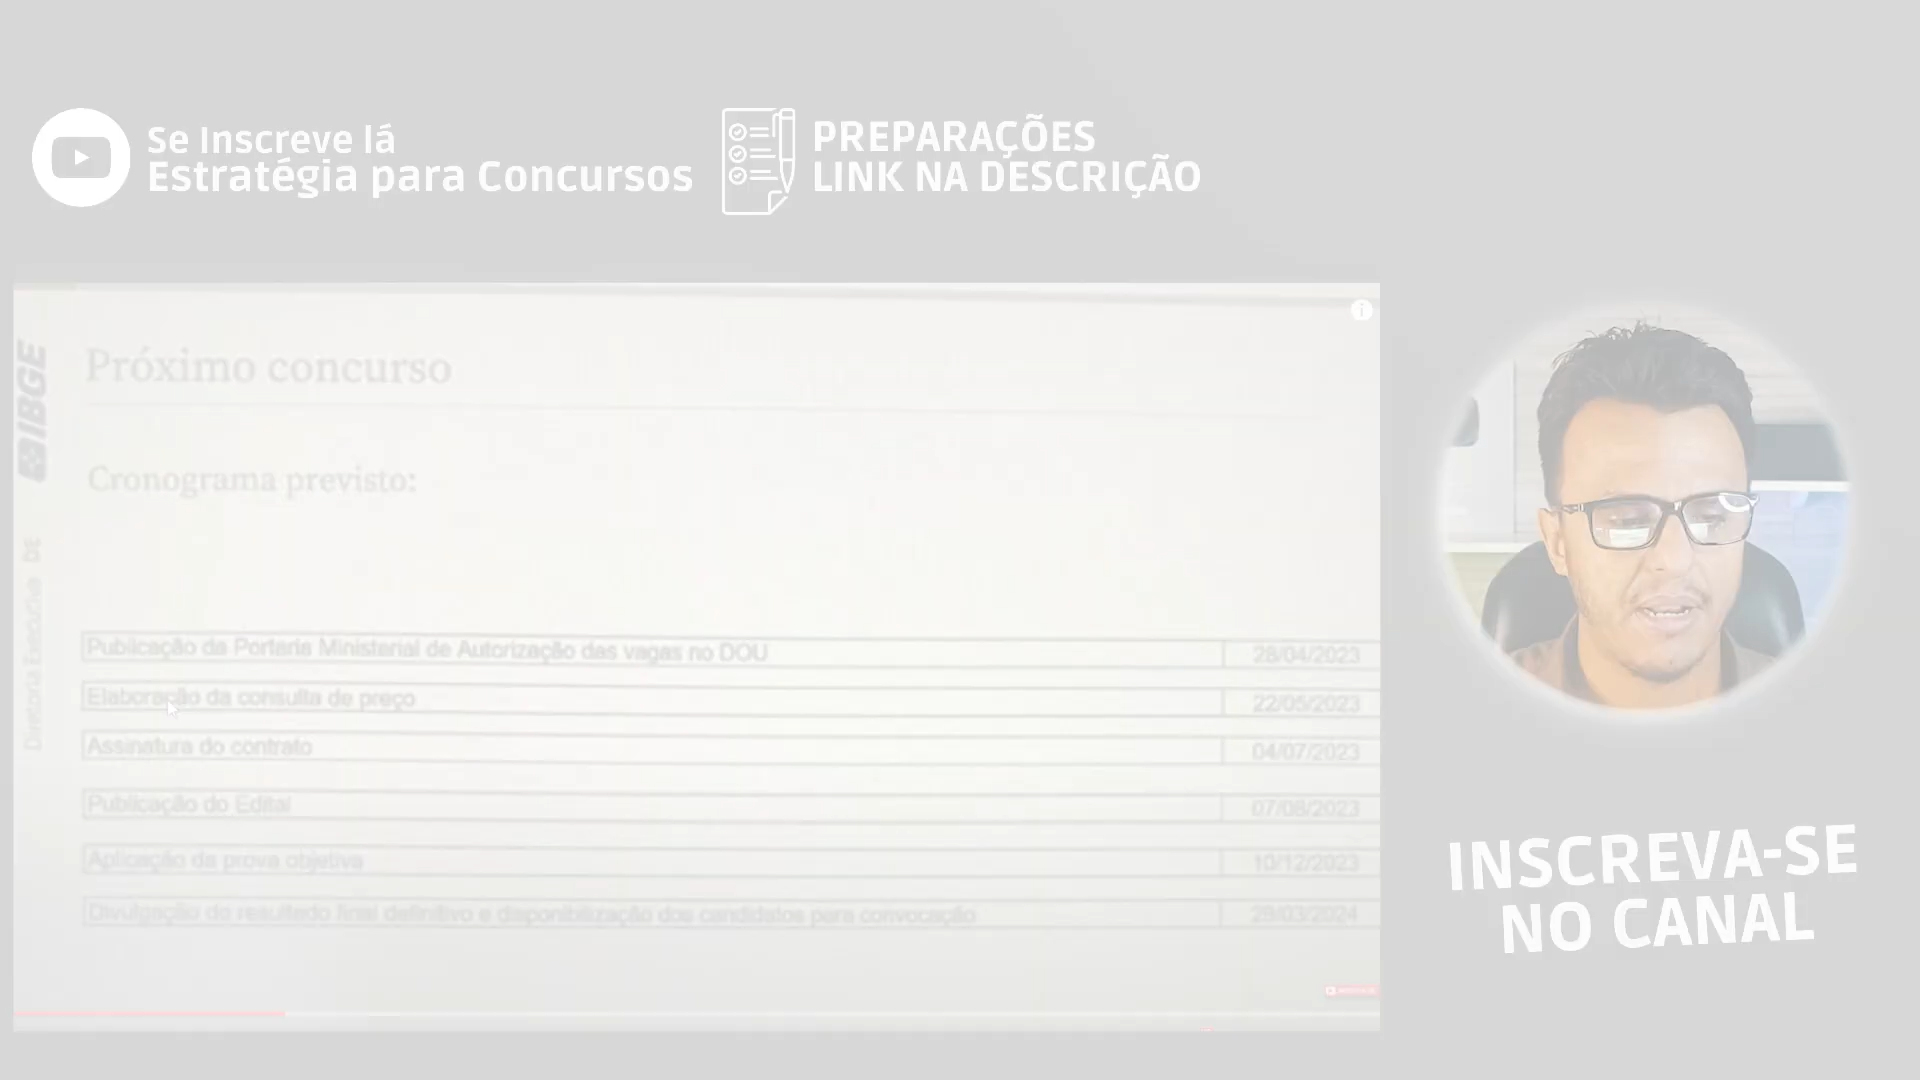 Se Inscreve lá
Estratégia para Concursos
PREPARAÇÕES
LINK NA DESCRIÇÃO
IBGE
Diretoria Executiva DE
Próximo concurso
Cronograma previsto:
Publicação da Portaria Ministerial de Autorização das vagas no DOU 28/04/2023
Elaboração da consulta de preço 22/05/2023
Assinatura do contrato 04/07/2023
Publicação do Edital 07/08/2023
Aplicação da prova objetiva 10/12/2023
Divulgação do resultado final definitivo e disponibilização dos candidatos para convocação 29/03/2024
INSCREVA-SE
NO CANAL